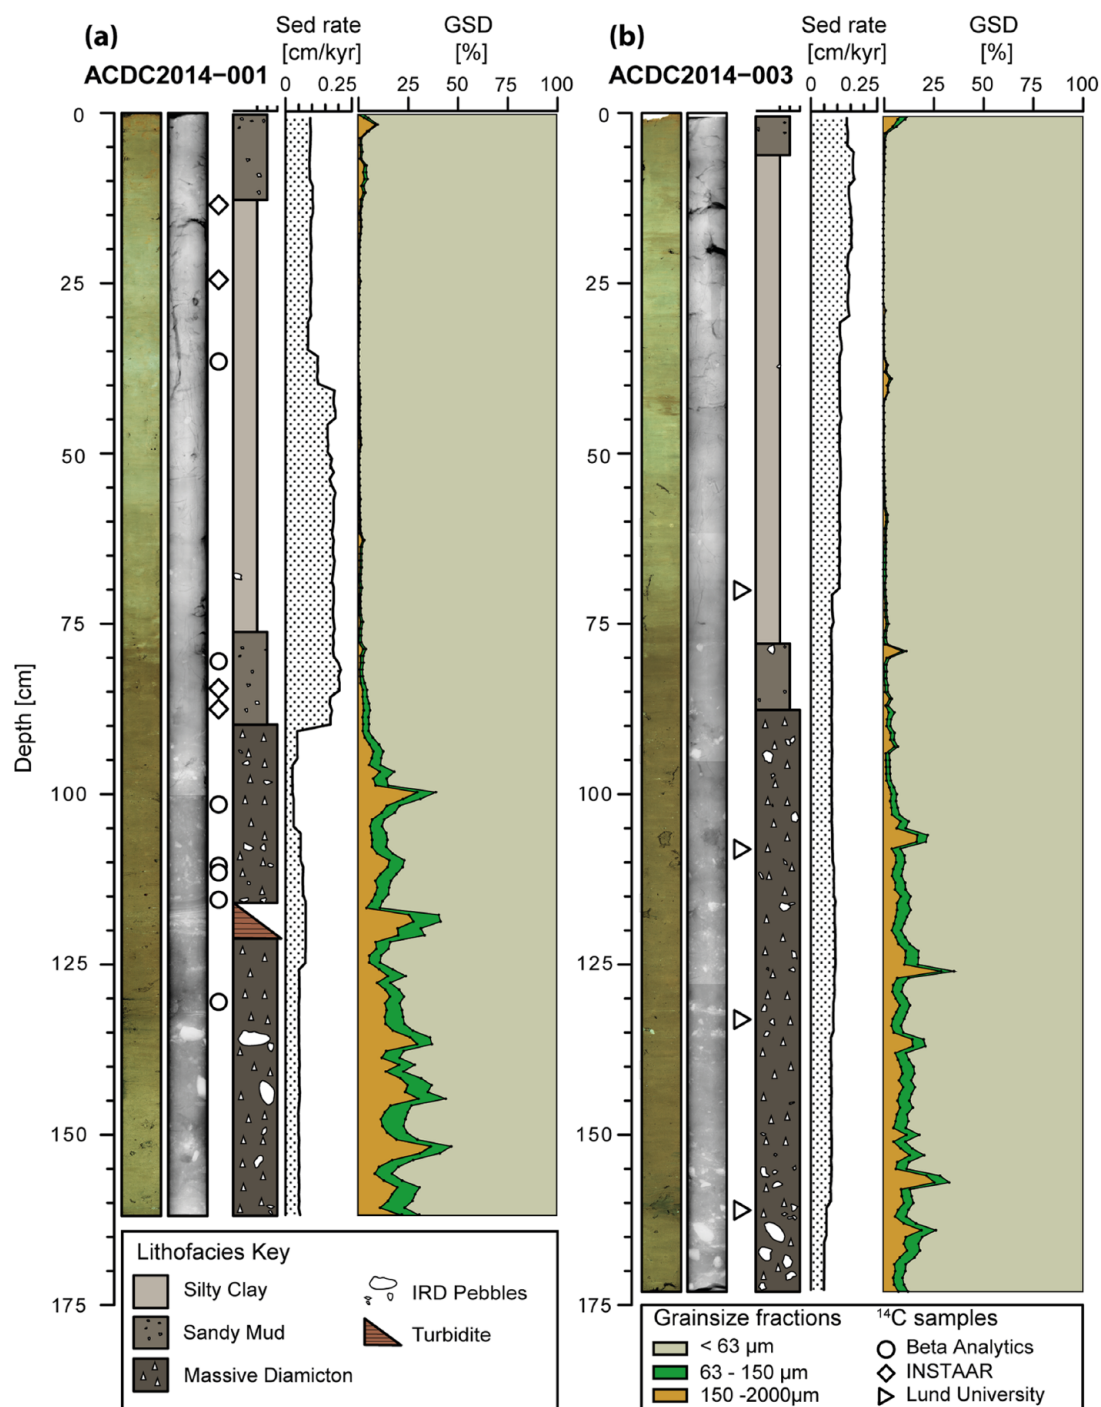 (a)
Sed rate
[cm/kyr]
GSD
[%]
ACDC2014−001
0 0.25 25 50 100
(b)
Sed rate
[cm/kyr]
GSD
[%]
ACDC2014−003
0 0.25 25 50 100
0
25
50
75
100
125
150
175
Depth [cm]
0
25
50
75
100
125
150
175
Lithofacies Key
Silty Clay
Sandy Mud
Massive Diamicton
IRD Pebbles
Turbidite
Grainsize fractions
< 63 µm
63 - 150 µm
150 -2000µm
14C samples
Beta Analytics
INSTAAR
Lund University